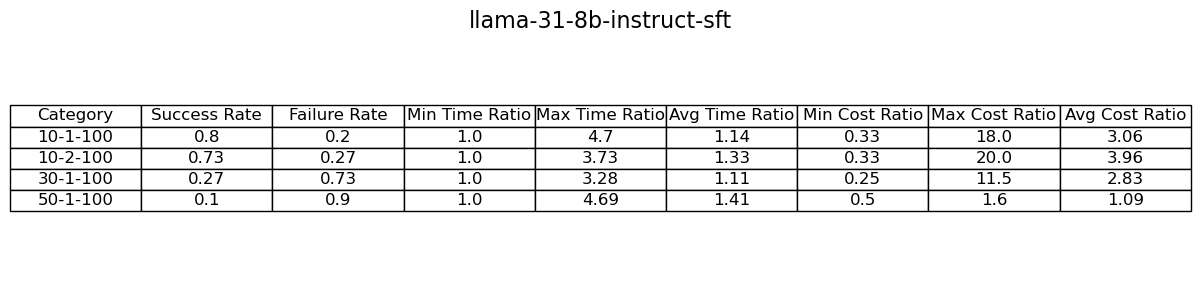 llama-31-8b-instruct-sft
Category Success Rate Failure Rate Min Time Ratio Max Time Ratio Avg Time Ratio Min Cost Ratio Max Cost Ratio Avg Cost Ratio
10-1-100 0.8 0.2 1.0 4.7 1.14 0.33 18.0 3.06
10-2-100 0.73 0.27 1.0 3.73 1.33 0.33 20.0 3.96
30-1-100 0.27 0.73 1.0 3.28 1.11 0.25 11.5 2.83
50-1-100 0.1 0.9 1.0 4.69 1.41 0.5 1.6 1.09